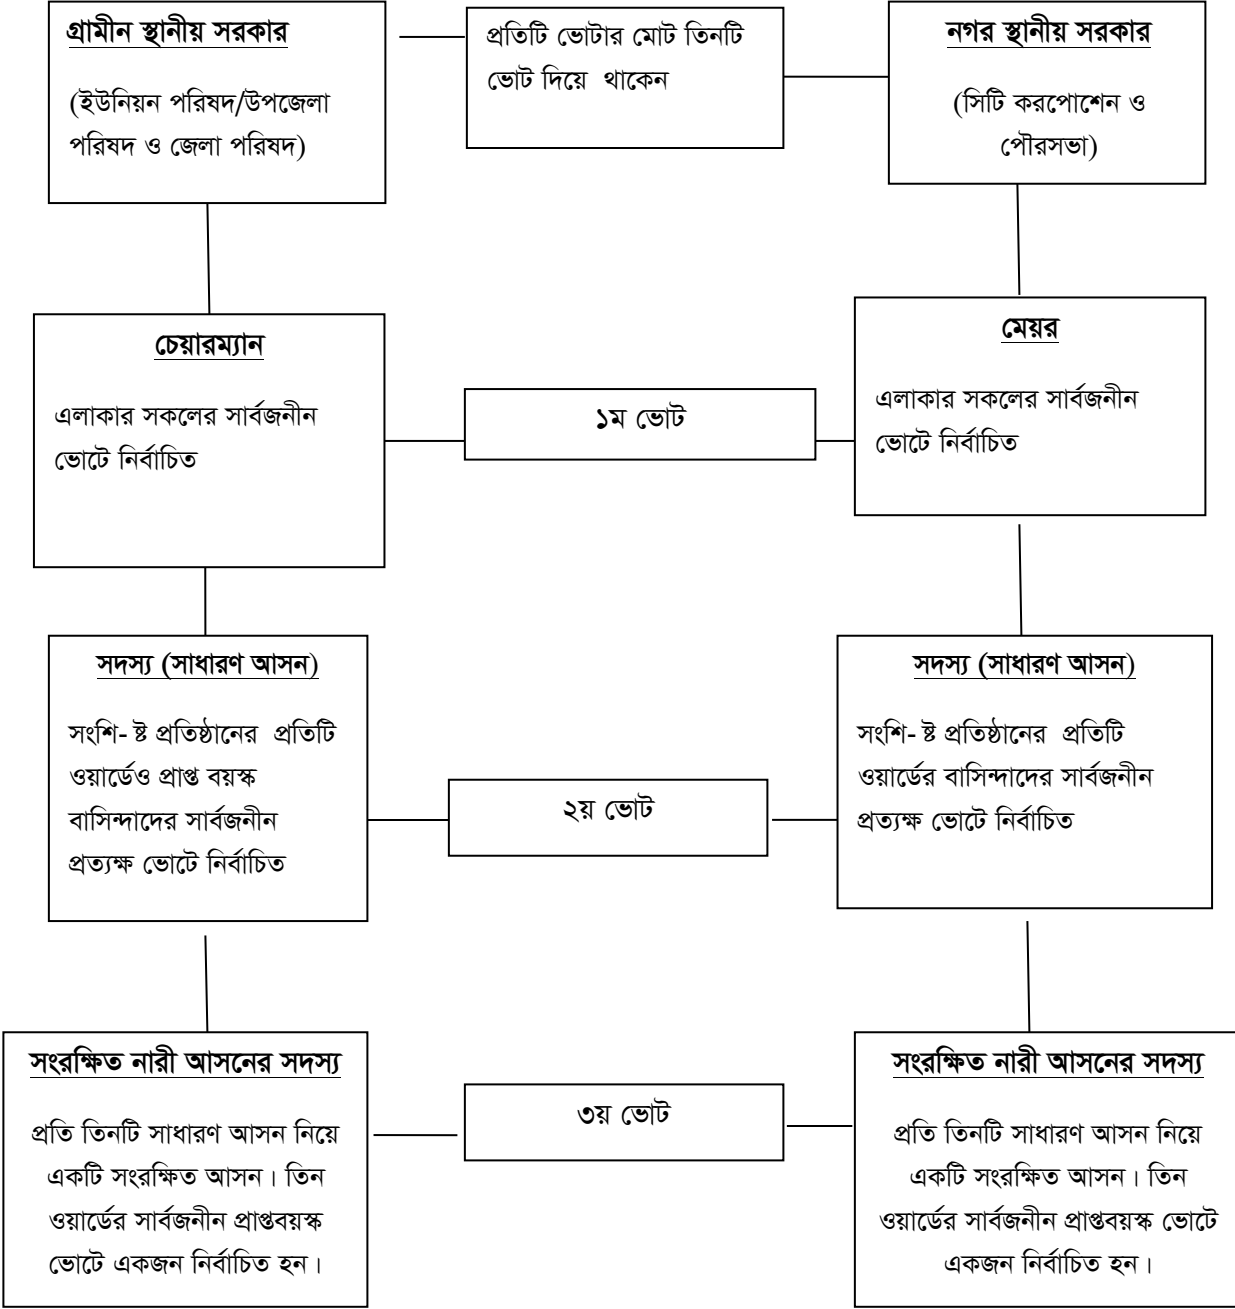 গ্রামীন স্থানীয় সরকার
(ইউনিয়ন পরিষদ/উপজেলা
পরিষদ ও জেলা পরিষদ)
প্রতিটি ভোটার মোট তিনটি
ভোট দিয়ে থাকেন
নগর স্থানীয় সরকার
(সিটি করপোশেন ও
পৌরসভা)
চেয়ারম্যান
এলাকার সকলের সার্বজনীন
ভোটে নির্বাচিত
১ম ভোট
মেয়র
এলাকার সকলের সার্বজনীন
ভোটে নির্বাচিত
সদস্য (সাধারণ আসন)
সংশি- ষ্ট প্রতিষ্ঠানের প্রতিটি
ওয়ার্ডেও প্রাপ্ত বয়স্ক
বাসিন্দাদের সার্বজনীন
প্রত্যক্ষ ভোটে নির্বাচিত
২য় ভোট
সদস্য (সাধারণ আসন)
সংশি- ষ্ট প্রতিষ্ঠানের প্রতিটি
ওয়ার্ডের বাসিন্দাদের সার্বজনীন
প্রত্যক্ষ ভোটে নির্বাচিত
সংরক্ষিত নারী আসনের সদস্য
প্রতি তিনটি সাধারণ আসন নিয়ে
একটি সংরক্ষিত আসন। তিন
ওয়ার্ডের সার্বজনীন প্রাপ্তবয়স্ক
ভোটে একজন নির্বাচিত হন।
৩য় ভোট
সংরক্ষিত নারী আসনের সদস্য
প্রতি তিনটি সাধারণ আসন নিয়ে
একটি সংরক্ষিত আসন। তিন
ওয়ার্ডের সার্বজনীন প্রাপ্তবয়স্ক ভোটে
একজন নির্বাচিত হন।